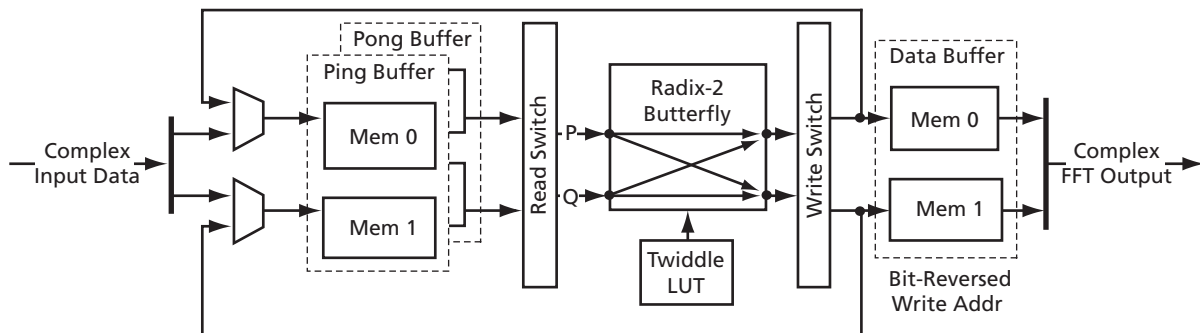 Pong Buffer
Ping Buffer
Mem 0
Mem 1
Complex
Input Data
Read Switch
P
Q
Radix-2
Butterfly
Twiddle
LUT
Write Switch
Data Buffer
Mem 0
Mem 1
Bit-Reversed
Write Addr
Complex
FFT Output